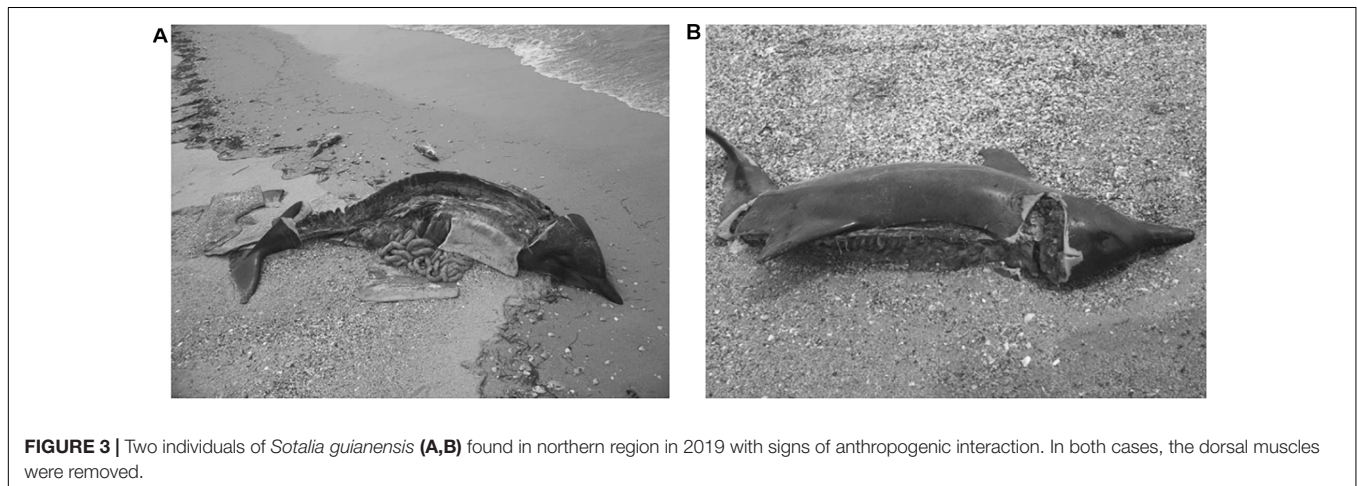 A
B
FIGURE 3 | Two individuals of Sotalia guianensis (A,B) found in northern region in 2019 with signs of anthropogenic interaction. In both cases, the dorsal muscles
were removed.